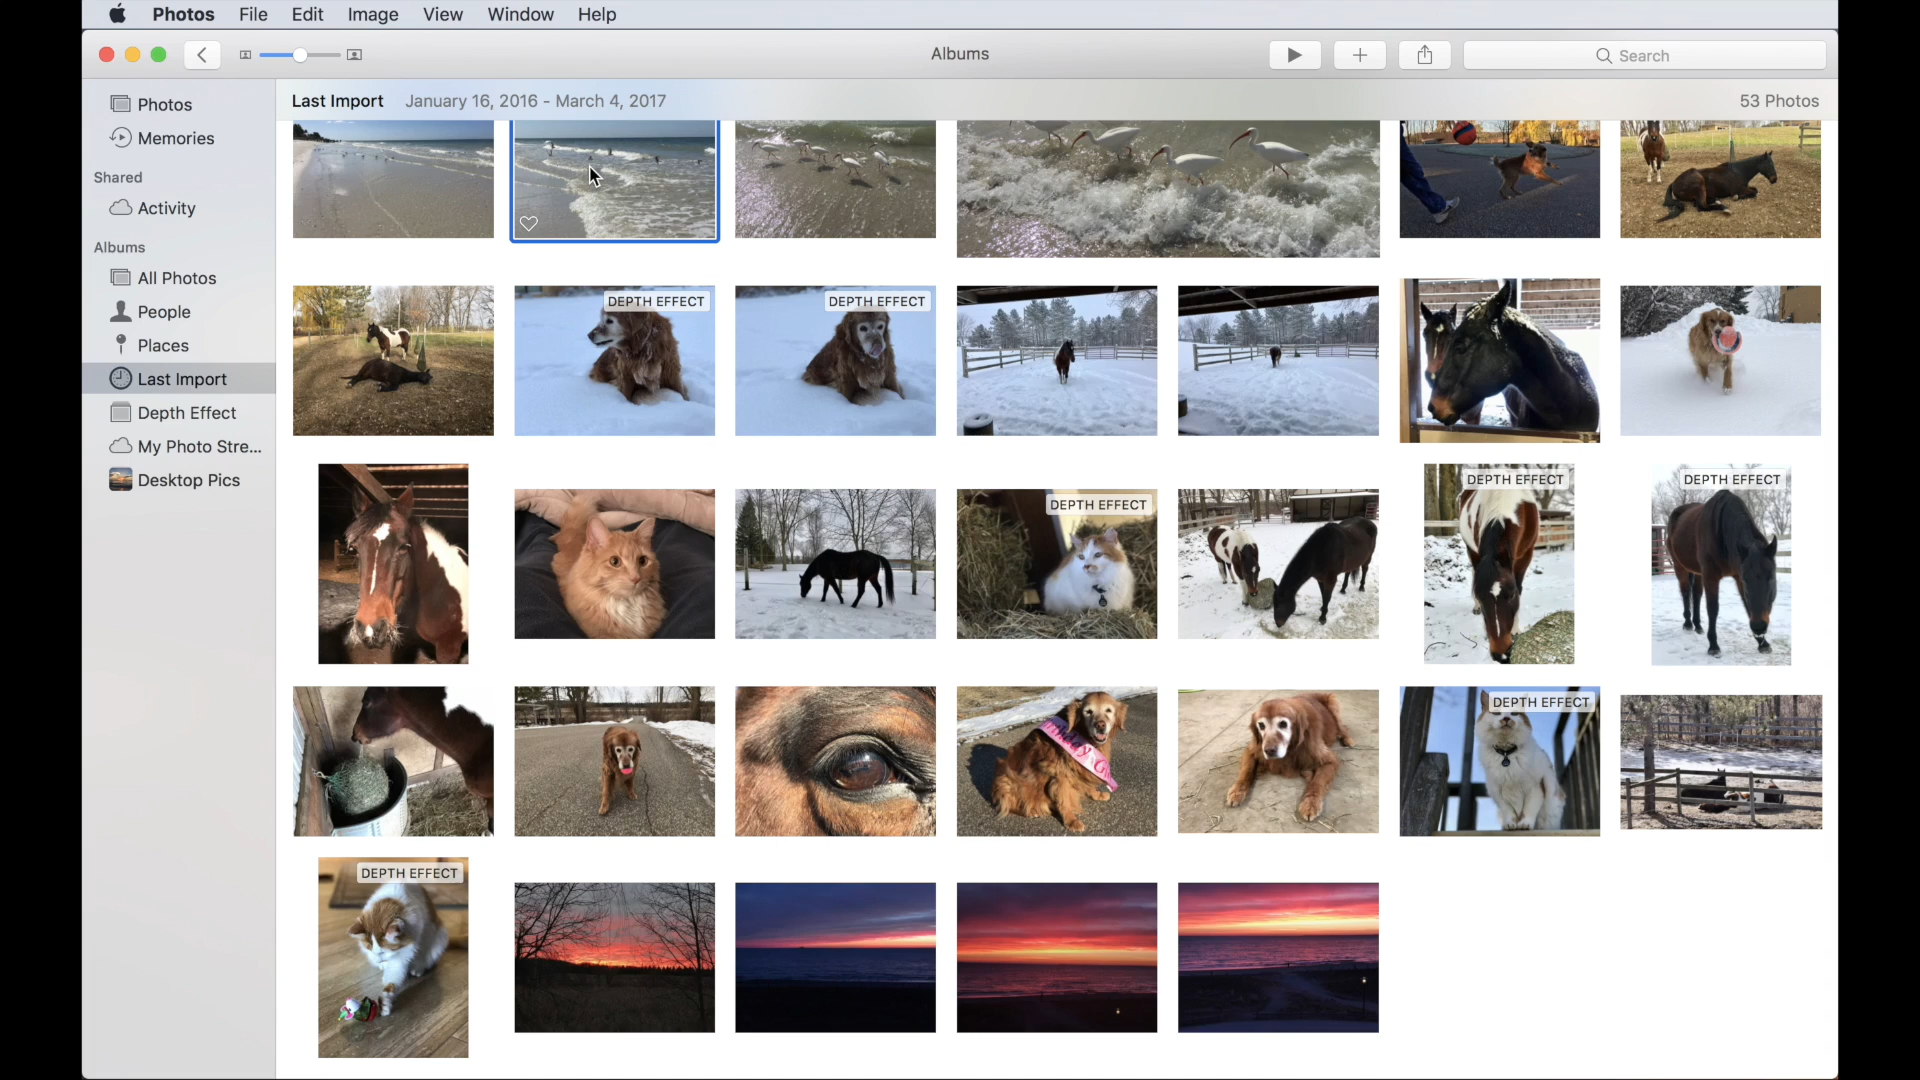 Photos File Edit Image View Window Help
Albums
Search
Photos
Memories
Shared
Activity
Albums
All Photos
People
Places
Last Import
Depth Effect
My Photo Stre...
Desktop Pics
Last Import January 16, 2016 - March 4, 2017
53 Photos
DEPTH EFFECT
DEPTH EFFECT
DEPTH EFFECT
DEPTH EFFECT
DEPTH EFFECT
DEPTH EFFECT
DEPTH EFFECT